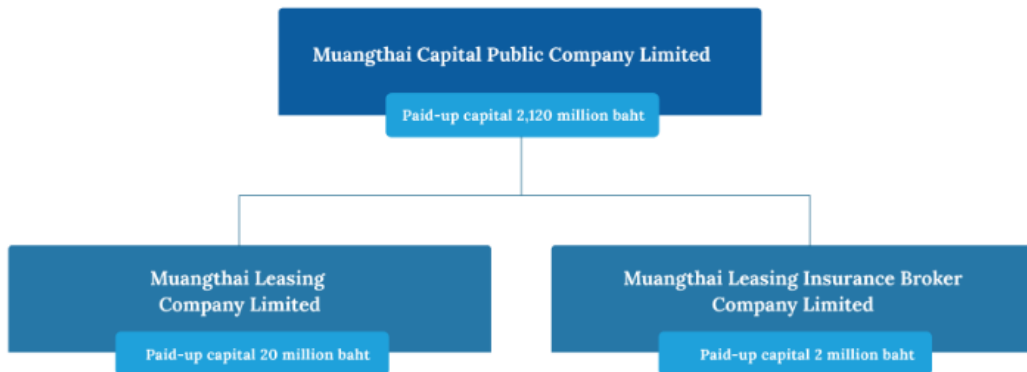 Muangthai Capital Public Company Limited
Paid-up capital 2,120 million baht
Muangthai Leasing
Company Limited
Paid-up capital 20 million baht
Muangthai Leasing Insurance Broker
Company Limited
Paid-up capital 2 million baht